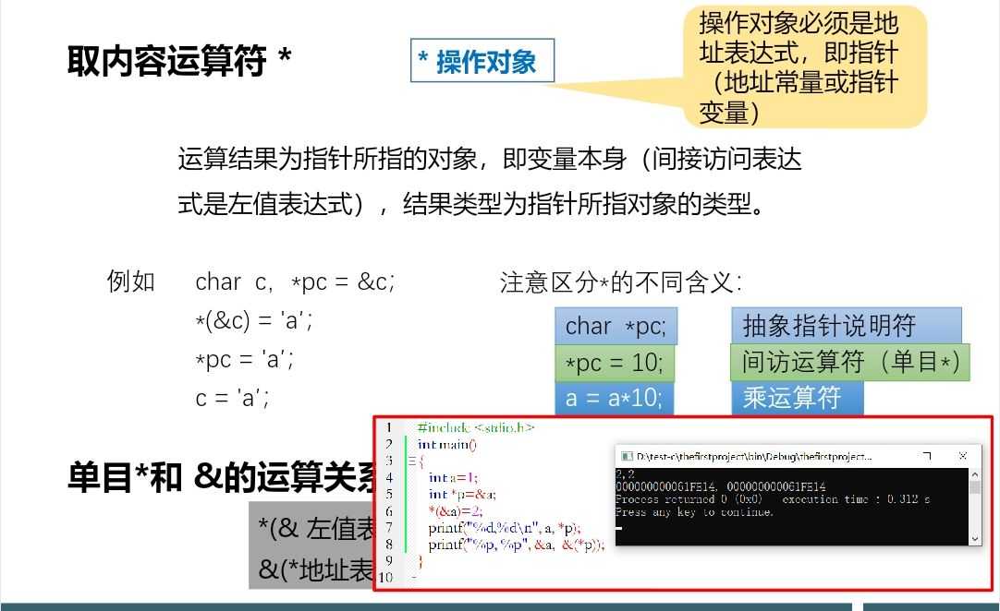 取内容运算符 *
* 操作对象
操作对象必须是地
址表达式，即指针
（地址常量或指针
变量）
运算结果为指针所指的对象，即变量本身（间接访问表达
式是左值表达式），结果类型为指针所指对象的类型。
例如 char c, *pc = &c;
*(&c) = 'a';
*pc = 'a';
c = 'a';
注意区分*的不同含义：
char *pc; 抽象指针说明符
*pc = 10; 间访运算符（单目*）
a = a*10; 乘运算符
单目*和 &的运算关系
*(& 左值表
&(*地址表
1 #include <stdio.h>
2 int main()
3 {
4 int a=1;
5 int *p=&a;
6 *(&a)=2;
7 printf("%d,%d\n", a, *p);
8 printf("%p, %p", &a, &(*p));
9 }
10
D:\test-c\thefirstproject\bin\Debug\thefirstproject...
2,2
000000000061FE14, 000000000061FE14
Process returned 0 (0x0) execution time : 0.312 s
Press any key to continue.